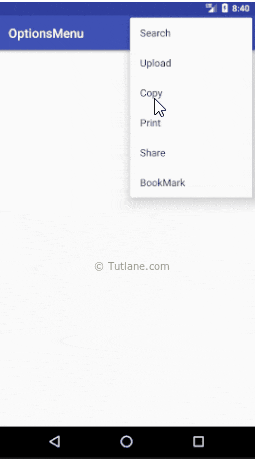 8:40
OptionsMenu
Search
Upload
Copy
Print
Share
BookMark
© Tutlane.com